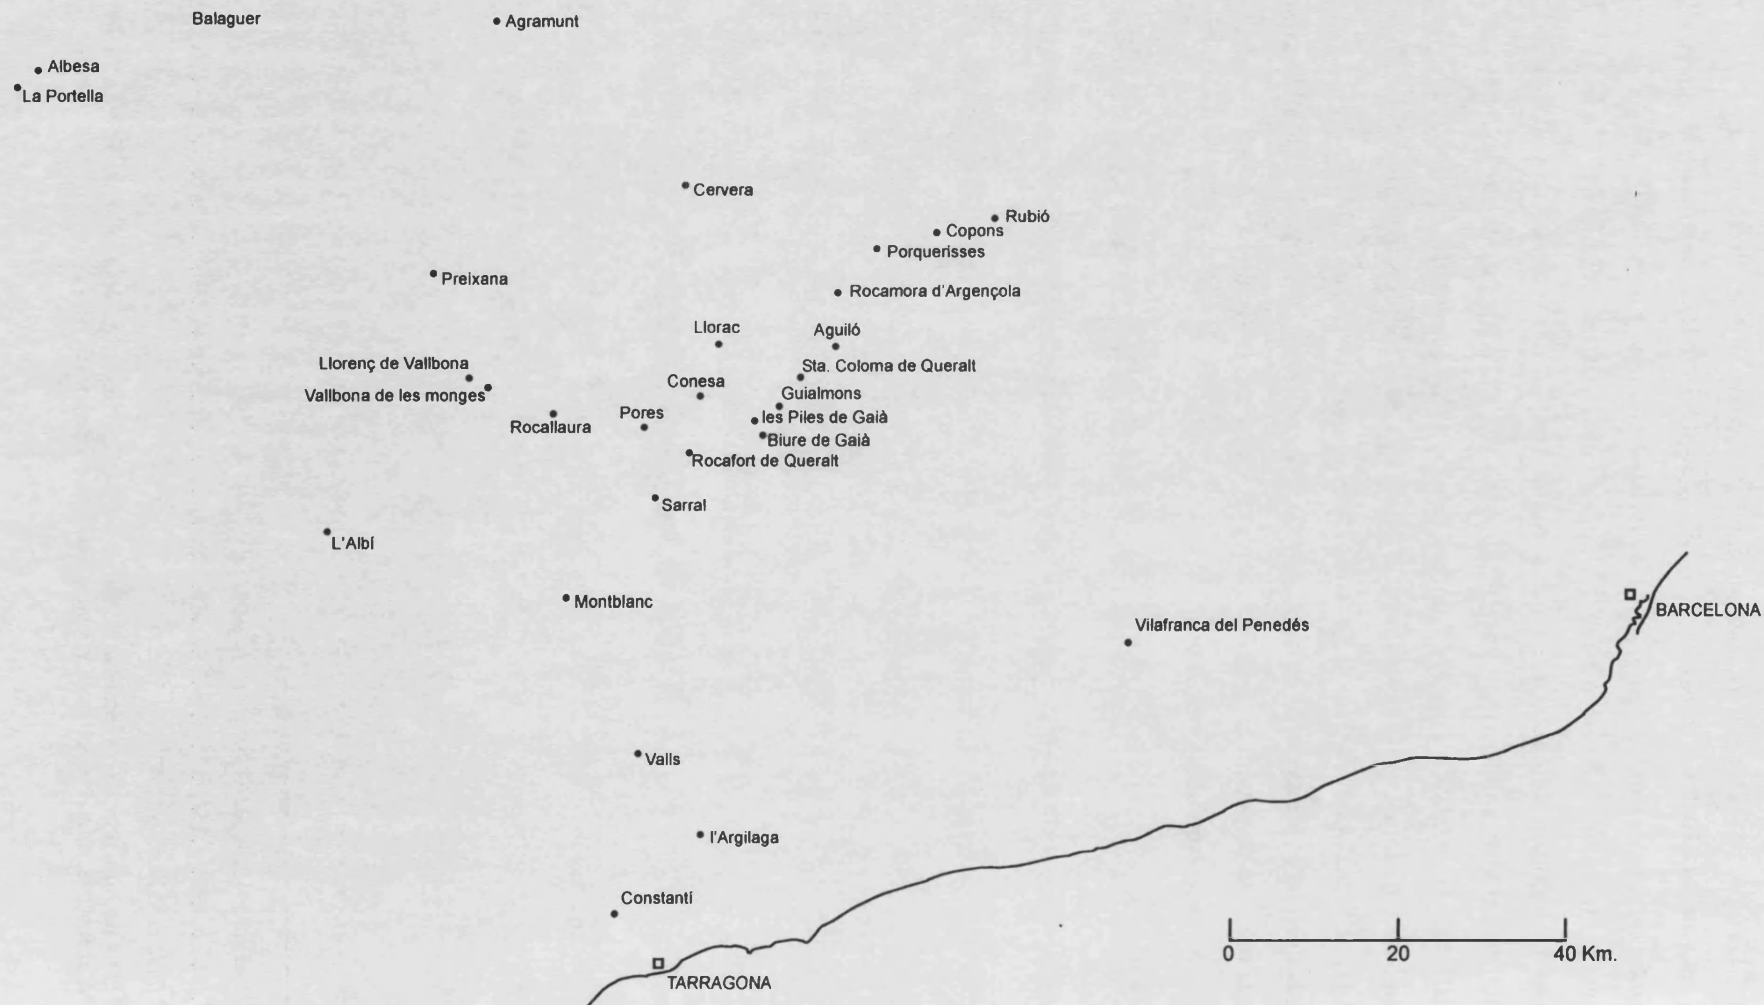 Balaguer
Agramunt
Albesa
La Portella
Cervera
Rubió
Copons
Porquerisses
Preixana
Rocamora d'Argençola
Llorac
Aguiló
Llorenç de Vallbona
Sta. Coloma de Queralt
Conesa
Vallbona de les monges
Guialmons
Pores
les Piles de Gaià
Rocallaura
Biure de Gaià
Rocafort de Queralt
Sarral
L'Albí
Montblanc
BARCELONA
Vilafranca del Penedés
Valls
l'Argilaga
Constantí
0 20 40 Km.
TARRAGONA